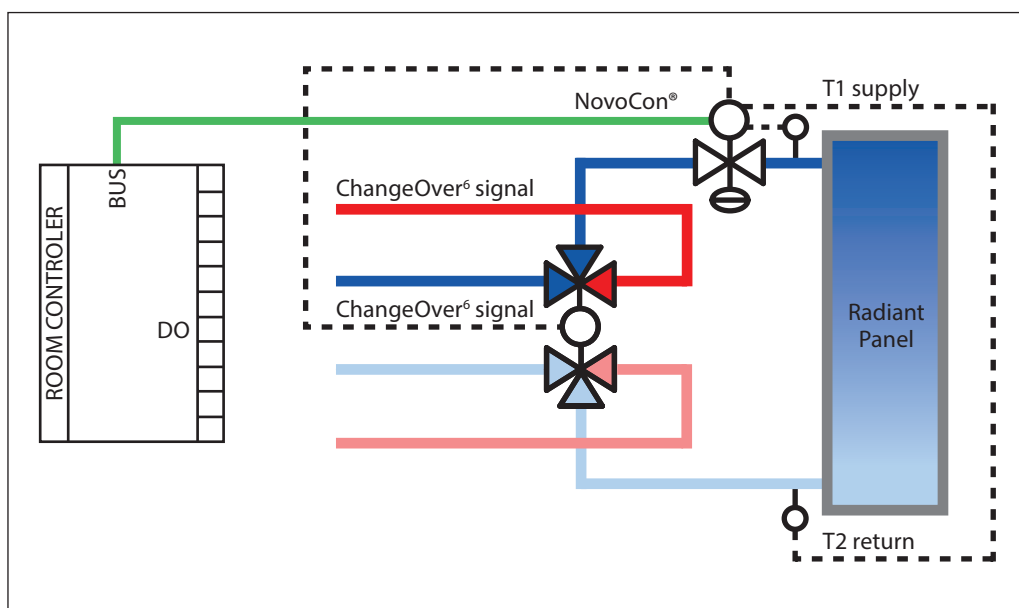 NovoCon®
T1 supply
BUS
ChangeOver⁶ signal
ROOM CONTROLER
ChangeOver⁶ signal
DO
Radiant
Panel
T2 return